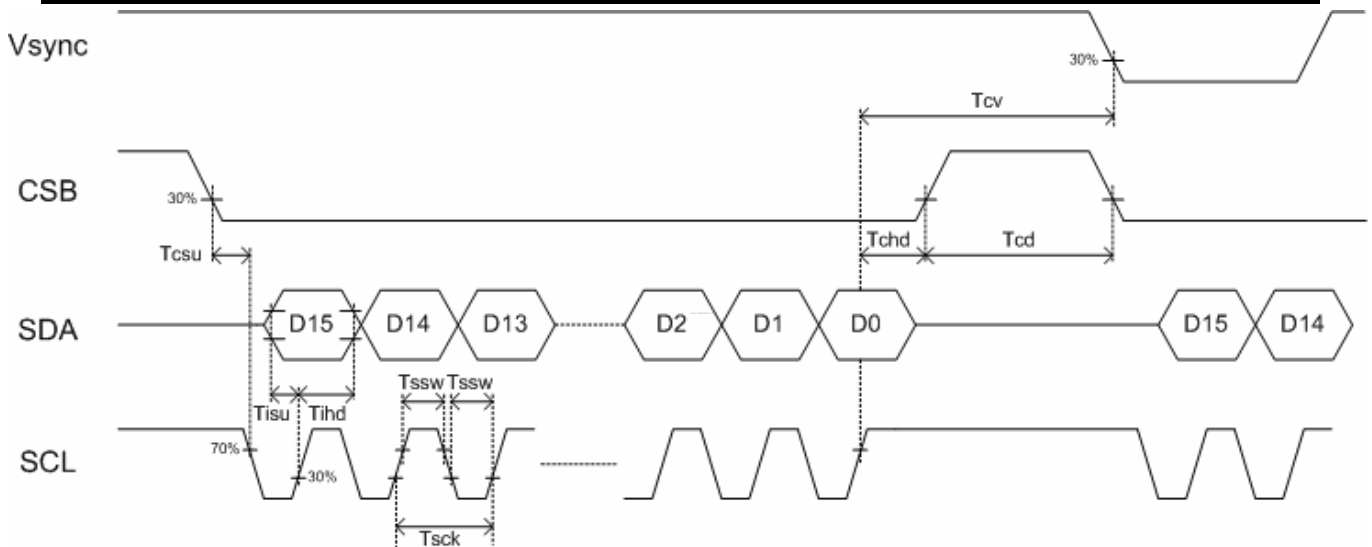 Vsync
30%
Tcv
CSB
30%
Tcsu
Tchd
Tcd
SDA
D15
D14
D13
D2
D1
D0
D15
D14
Tisu
Tihd
Tssw
Tssw
SCL
70%
30%
Tsck